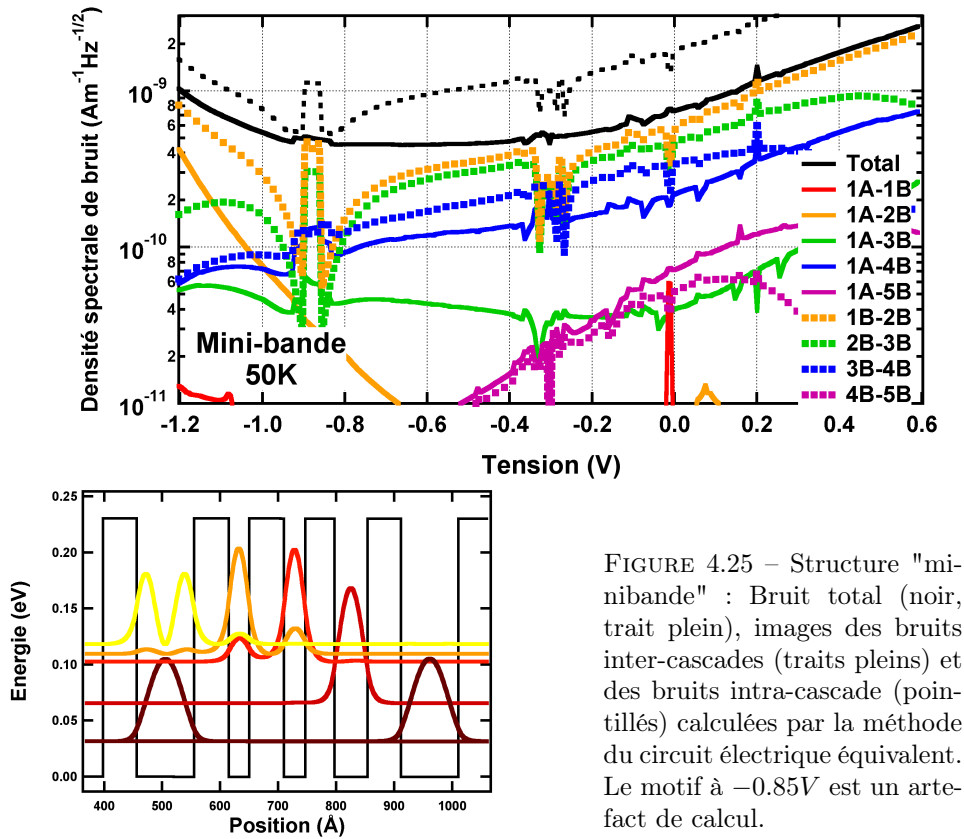 2
10⁻⁹
8
6
4
2
10⁻¹⁰
8
6
4
2
10⁻¹¹
Densité spectrale de bruit (Am⁻¹Hz⁻¹/²)
Mini-bande
50K
Total
1A-1B
1A-2B
1A-3B
1A-4B
1A-5B
1B-2B
2B-3B
3B-4B
4B-5B
-1.2 -1.0 -0.8 -0.6 -0.4 -0.2 0.0 0.2 0.4 0.6
Tension (V)
0.25
0.20
0.15
0.10
0.05
0.00
Energie (eV)
400 500 600 700 800 900 1000
Position (Å)
FIGURE 4.25 – Structure "mi-
nibande" : Bruit total (noir,
trait plein), images des bruits
inter-cascades (traits pleins) et
des bruits intra-cascade (poin-
tillés) calculées par la méthode
du circuit électrique équivalent.
Le motif à −0.85V est un arte-
fact de calcul.